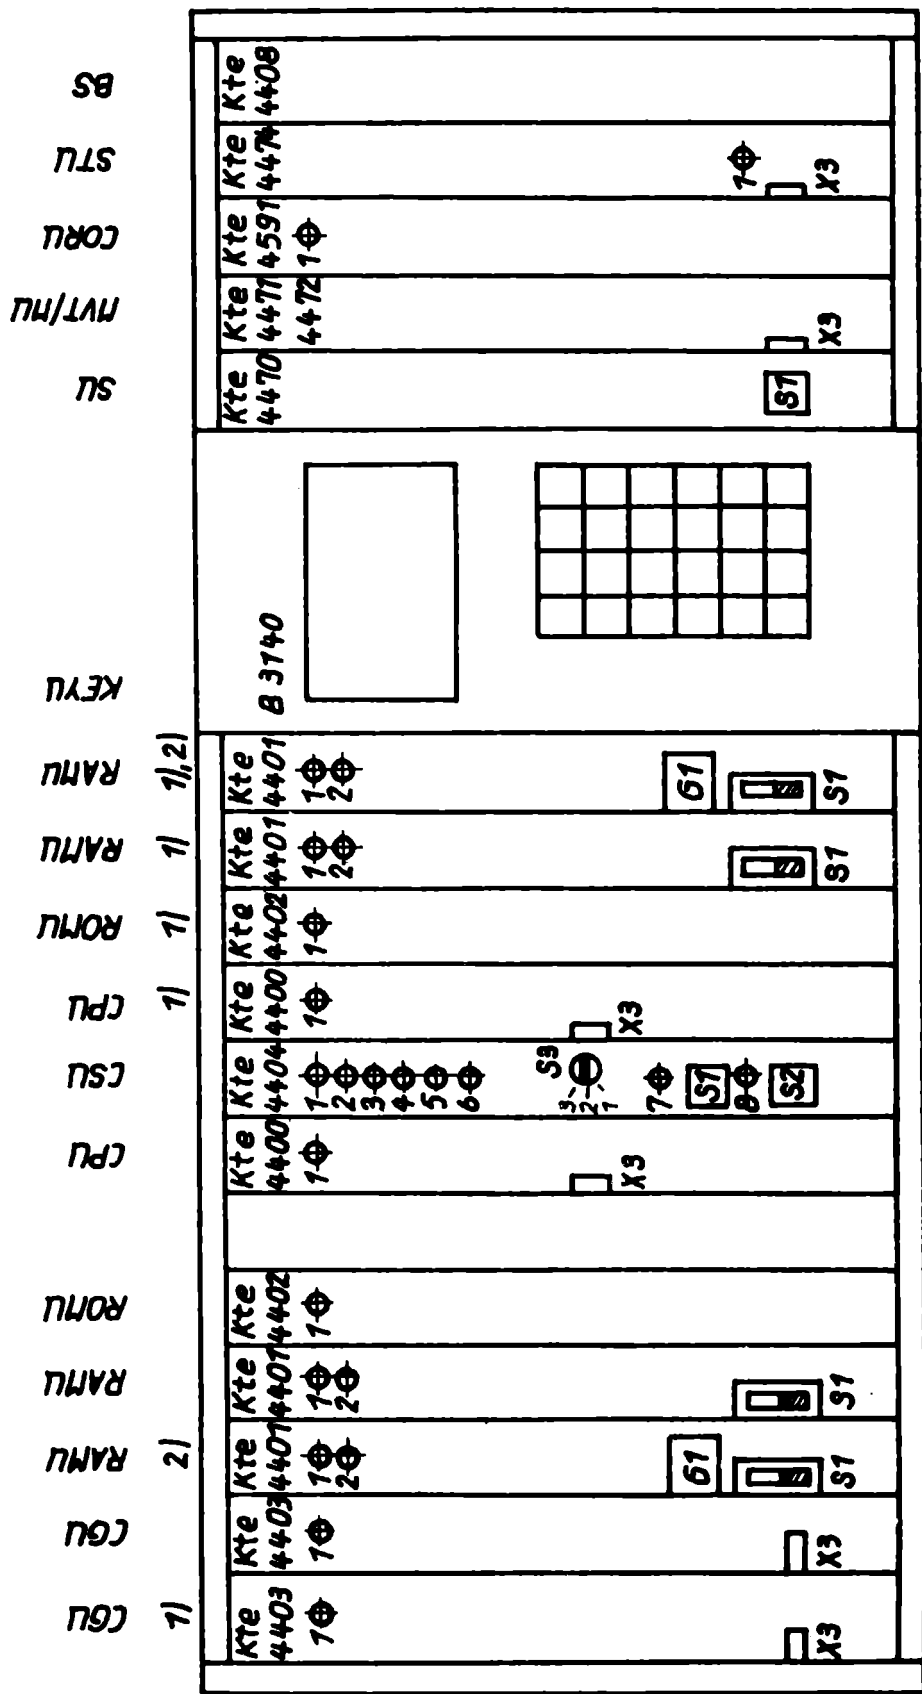 CGU 1)
Kte
4403
1
X3
CGU
Kte
4403
1
X3
RAMU 2)
Kte
4401
1
2
G1
S1
RAMU
Kte
4401
1
2
S1
ROMU
Kte
4402
1
CPU
Kte
4400
1
X3
CSU
Kte
4404
1
2
3
4
5
6
S3
3
2
1
7
S1
8
S2
CPU 1)
Kte
4400
1
X3
ROMU 1)
Kte
4402
1
RAMU 1)
Kte
4401
1
2
S1
RAMU 1),2)
Kte
4401
1
2
G1
S1
KEYU
B 3140
SU
Kte
4470
S1
MVT/MU
Kte
4471
4472
X3
CORU
Kte
4591
1
STU
Kte
4474
1
X3
BS
Kte
4408